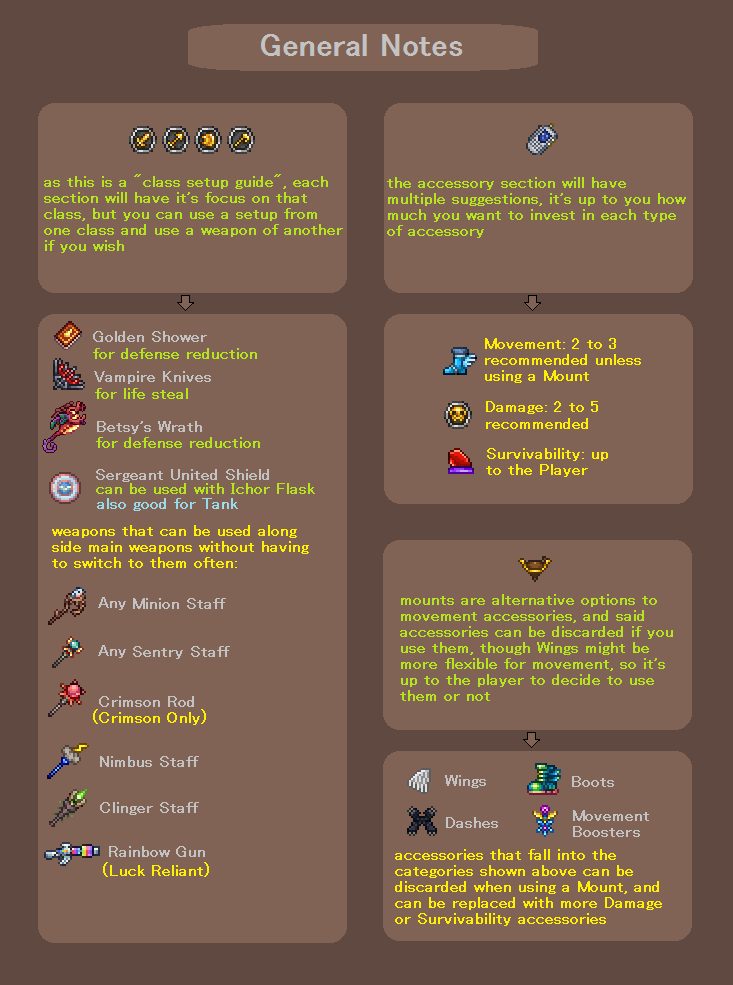 General Notes
as this is a "class setup guide", each
section will have it's focus on that
class, but you can use a setup from
one class and use a weapon of another
if you wish
Golden Shower
for defense reduction
Vampire Knives
for life steal
Betsy's Wrath
for defense reduction
Sergeant United Shield
can be used with Ichor Flask
also good for Tank
weapons that can be used along
side main weapons without having
to switch to them often:
Any Minion Staff
Any Sentry Staff
Crimson Rod
(Crimson Only)
Nimbus Staff
Clinger Staff
Rainbow Gun
(Luck Reliant)
the accessory section will have
multiple suggestions, it's up to you how
much you want to invest in each type
of accessory
Movement: 2 to 3
recommended unless
using a Mount
Damage: 2 to 5
recommended
Survivability: up
to the Player
mounts are alternative options to
movement accessories, and said
accessories can be discarded if you
use them, though Wings might be
more flexible for movement, so it's
up to the player to decide to use
them or not
Wings
Boots
Dashes
Movement
Boosters
accessories that fall into the
categories shown above can be
discarded when using a Mount, and
can be replaced with more Damage
or Survivability accessories